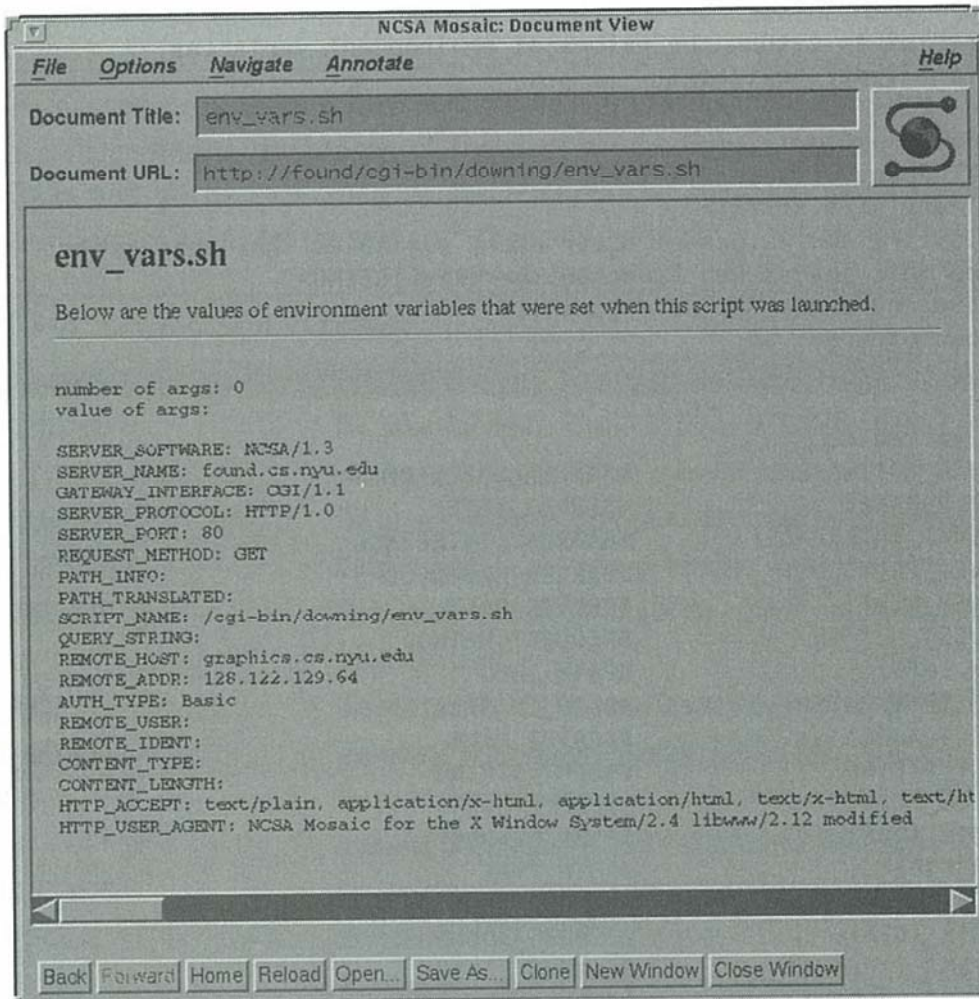 NCSA Mosaic: Document View
File Options Navigate Annotate Help
Document Title: env_vars.sh
Document URL: http://found/cgi-bin/downing/env_vars.sh
env_vars.sh
Below are the values of environment variables that were set when this script was launched.
number of args: 0
value of args:
SERVER_SOFTWARE: NCSA/1.3
SERVER_NAME: found.cs.nyu.edu
GATEWAY_INTERFACE: CGI/1.1
SERVER_PROTOCOL: HTTP/1.0
SERVER_PORT: 80
REQUEST_METHOD: GET
PATH_INFO:
PATH_TRANSLATED:
SCRIPT_NAME: /cgi-bin/downing/env_vars.sh
QUERY_STRING:
REMOTE_HOST: graphics.cs.nyu.edu
REMOTE_ADDR: 128.122.129.64
AUTH_TYPE: Basic
REMOTE_USER:
REMOTE_IDENT:
CONTENT_TYPE:
CONTENT_LENGTH:
HTTP_ACCEPT: text/plain, application/x-html, application/html, text/x-html, text/ht
HTTP_USER_AGENT: NCSA Mosaic for the X Window System/2.4 libwww/2.12 modified
Back Forward Home Reload Open... Save As... Clone New Window Close Window